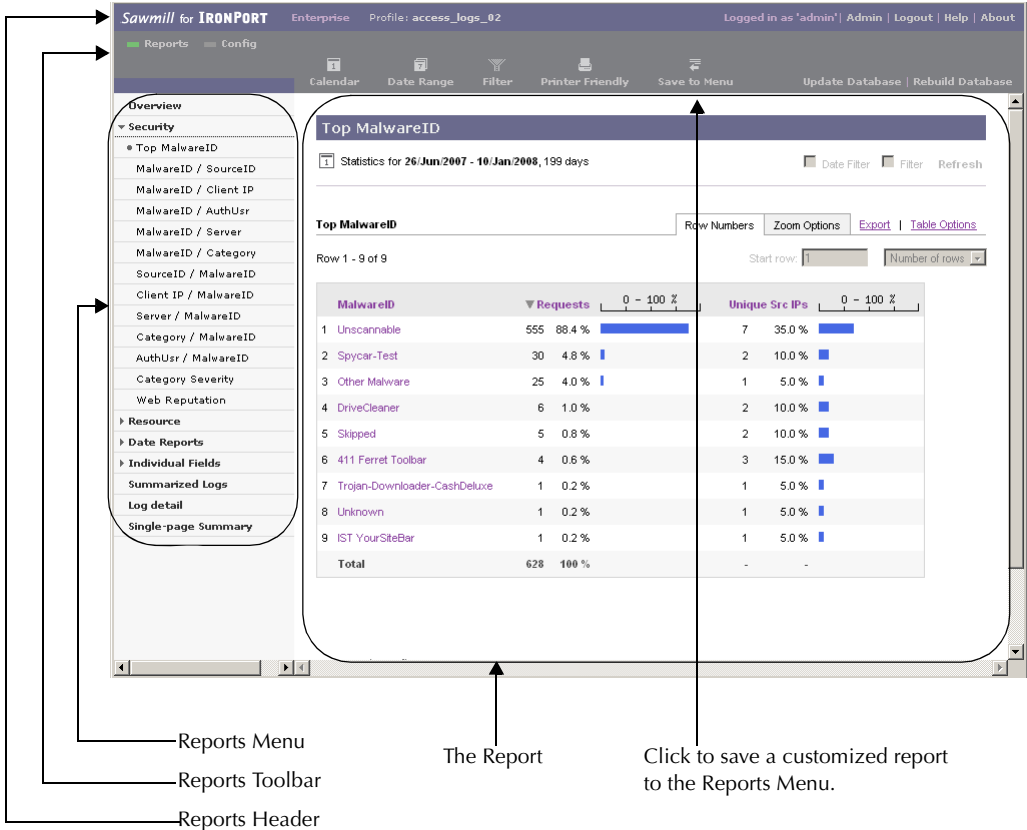 Sawmill for IRONPORT Enterprise Profile: access_logs_02 Logged in as 'admin'| Admin | Logout | Help | About
Reports Config
Calendar Date Range Filter Printer Friendly Save to Menu Update Database | Rebuild Database
Overview
Security
Top MalwareID
MalwareID / SourceID
MalwareID / Client IP
MalwareID / AuthUsr
MalwareID / Server
MalwareID / Category
SourceID / MalwareID
Client IP / MalwareID
Server / MalwareID
Category / MalwareID
AuthUsr / MalwareID
Category Severity
Web Reputation
Resource
Date Reports
Individual Fields
Summarized Logs
Log detail
Single-page Summary
Top MalwareID
Statistics for 26/Jun/2007 - 10/Jan/2008, 199 days Date Filter Filter Refresh
Top MalwareID Row Numbers Zoom Options Export | Table Options
Row 1 - 9 of 9 Start row: 1 Number of rows
MalwareID Requests 0 - 100 % Unique Src IPs 0 - 100 %
1 Unscannable 555 88.4 % 7 35.0 %
2 Spycar-Test 30 4.8 % 2 10.0 %
3 Other Malware 25 4.0 % 1 5.0 %
4 DriveCleaner 6 1.0 % 2 10.0 %
5 Skipped 5 0.8 % 2 10.0 %
6 411 Ferret Toolbar 4 0.6 % 3 15.0 %
7 Trojan-Downloader-CashDeluxe 1 0.2 % 1 5.0 %
8 Unknown 1 0.2 % 1 5.0 %
9 IST YourSiteBar 1 0.2 % 1 5.0 %
Total 628 100 % - -
Reports Menu
Reports Toolbar
Reports Header
The Report
Click to save a customized report
to the Reports Menu.